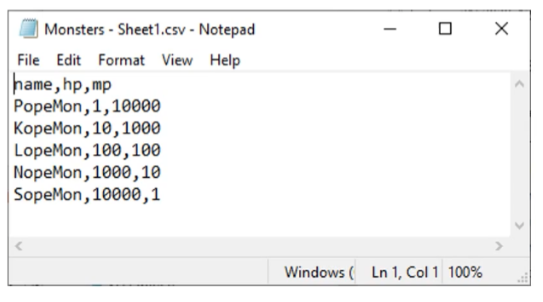 Monsters - Sheet1.csv - Notepad
File Edit Format View Help
name,hp,mp
PopeMon,1,10000
KopeMon,10,1000
LopeMon,100,100
NopeMon,1000,10
SopeMon,10000,1
Windows ( Ln 1, Col 1 100%